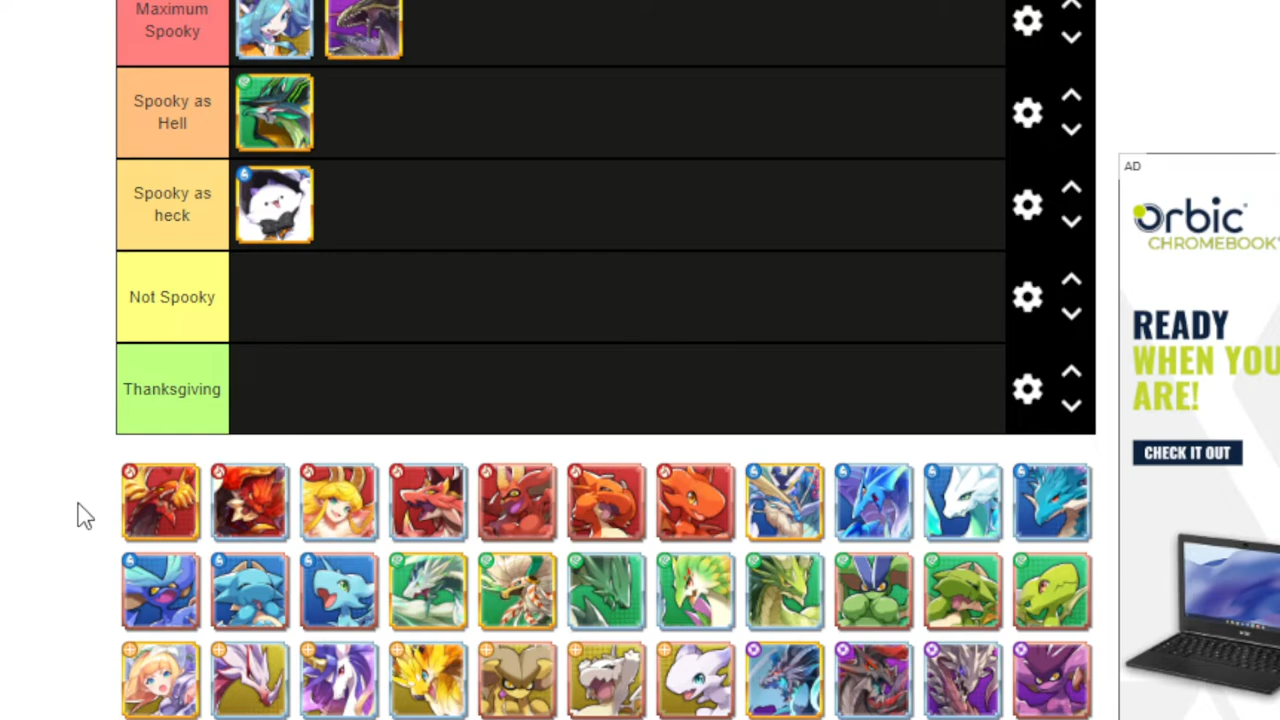 Maximum
Spooky
Spooky as
Hell
Spooky as
heck
Not Spooky
Thanksgiving
AD
Orbic
CHROMEBOOK
READY
WHEN YOU
ARE!
CHECK IT OUT